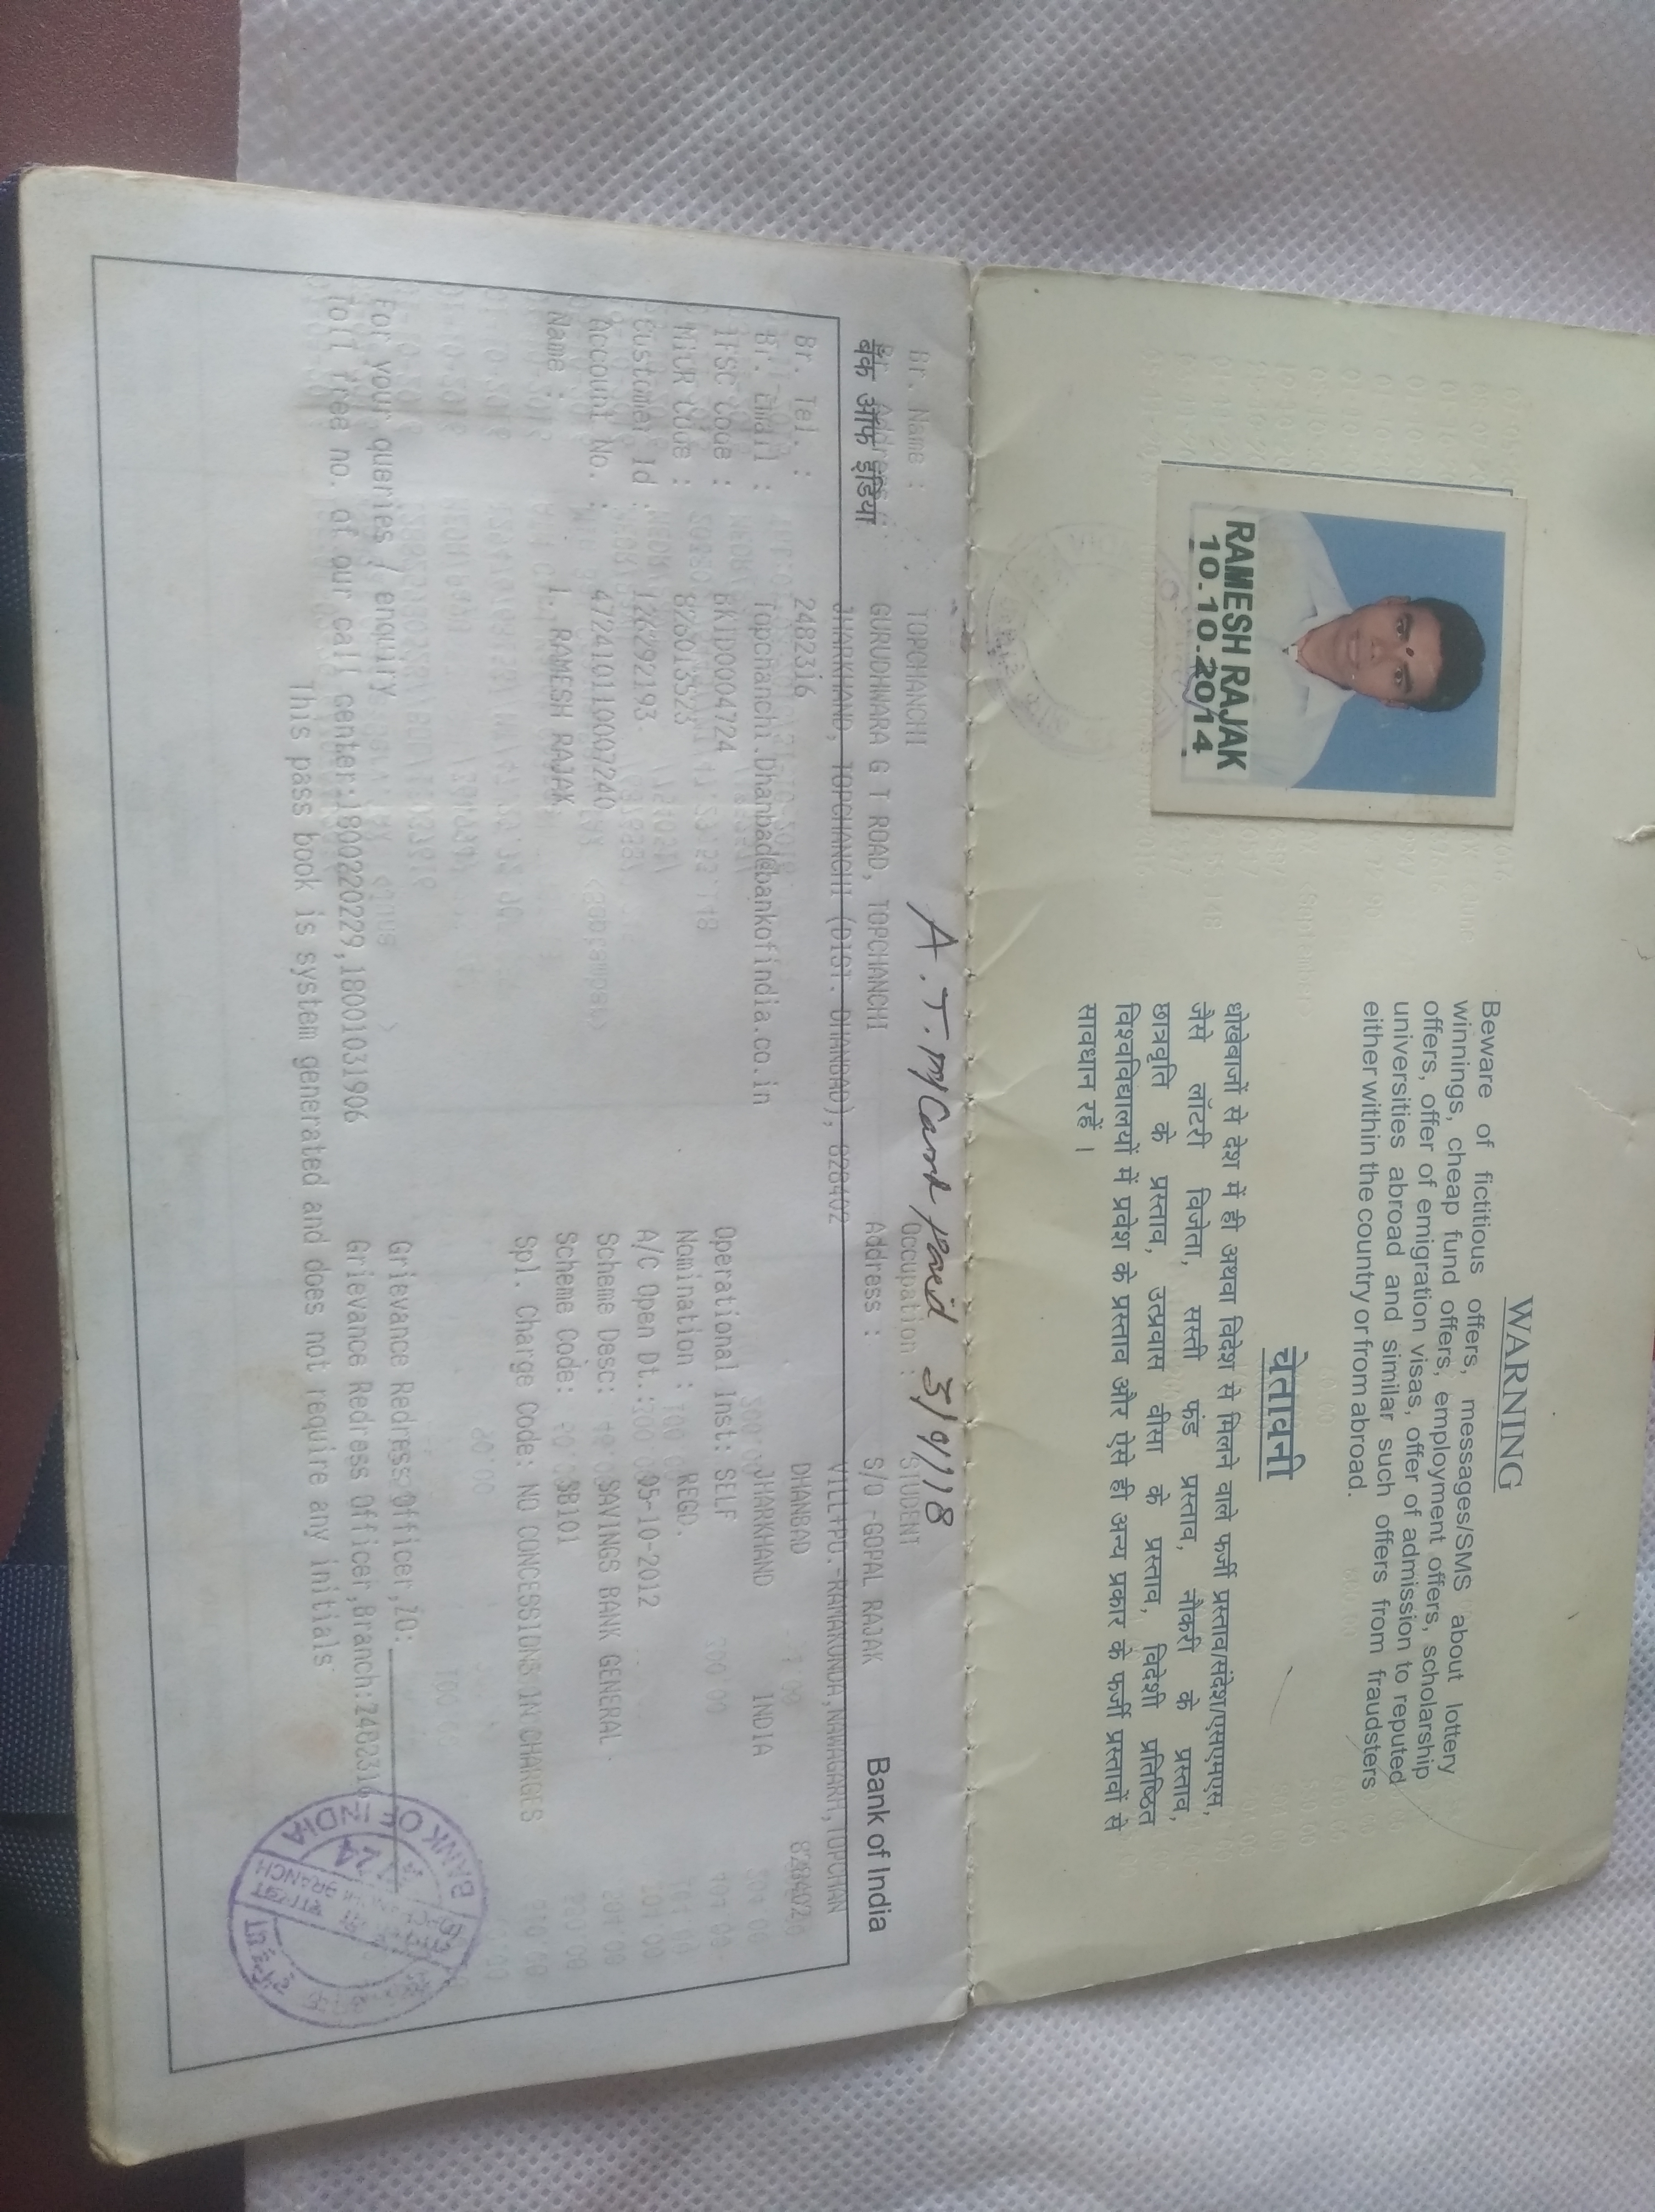 WARNING
Beware of fictitious offers, messages/SMS about lottery
winnings, cheap fund offers, employment offers, scholarship
offers, offer of emigration visas, offer of admission to reputed
universities abroad and similar such offers from fraudsters
either within the country or from abroad.
चेतावनी
धोखेबाजों से देश में ही अथवा विदेश से मिलने वाले फर्जी प्रस्ताव/संदेश/एसएमएस,
जैसे लॉटरी विजेता, सस्ती फंड प्रस्ताव, नौकरी के प्रस्ताव,
छात्रवृति के प्रस्ताव, उत्प्रवास वीसा के प्रस्ताव, विदेशी प्रतिष्ठित
विश्वविद्यालयों में प्रवेश के प्रस्ताव और ऐसे ही अन्य प्रकार के फर्जी प्रस्तावों से
सावधान रहें ।
RAMESH RAJAK
10.10.2014
A.T.M Card paid 3/9/18
Br. Name : TOPCHANCHI Occupation : STUDENT
बैंक ऑफ इंडिया Bank of India
GURUDHWARA G T ROAD, TOPCHANCHI Address : S/O -GOPAL RAJAK
JHARKHAND, TOPCHANCHI (DIST. DHANBAD), 828402 VILL+PO.-RAMAKUNDA,NAWAGARH,TOPCHAN
Br. Tel. : 2482316 DHANBAD 828402
Br. Email : Topchanchi.Dhanbad@bankofindia.co.in JHARKHAND INDIA
IFSC Code : BKID0004724 Operational Inst: SELF
MICR Code : 826013523 Nomination : REGD.
Customer Id : 126292193 A/C Open Dt.: 05-10-2012
Account No. : 472410110007240 Scheme Desc: SAVINGS BANK GENERAL
Name : 1. RAMESH RAJAK Scheme Code: SB101
Spl. Charge Code: NO CONCESSIONS IN CHARGES
For your queries / enquiry Grievance Redress Officer,ZO:
Toll free no. of our call center:1800220229,18001031906 Grievance Redress Officer,Branch:2482316
This pass book is system generated and does not require any initials
BANK OF INDIA
BRANCH